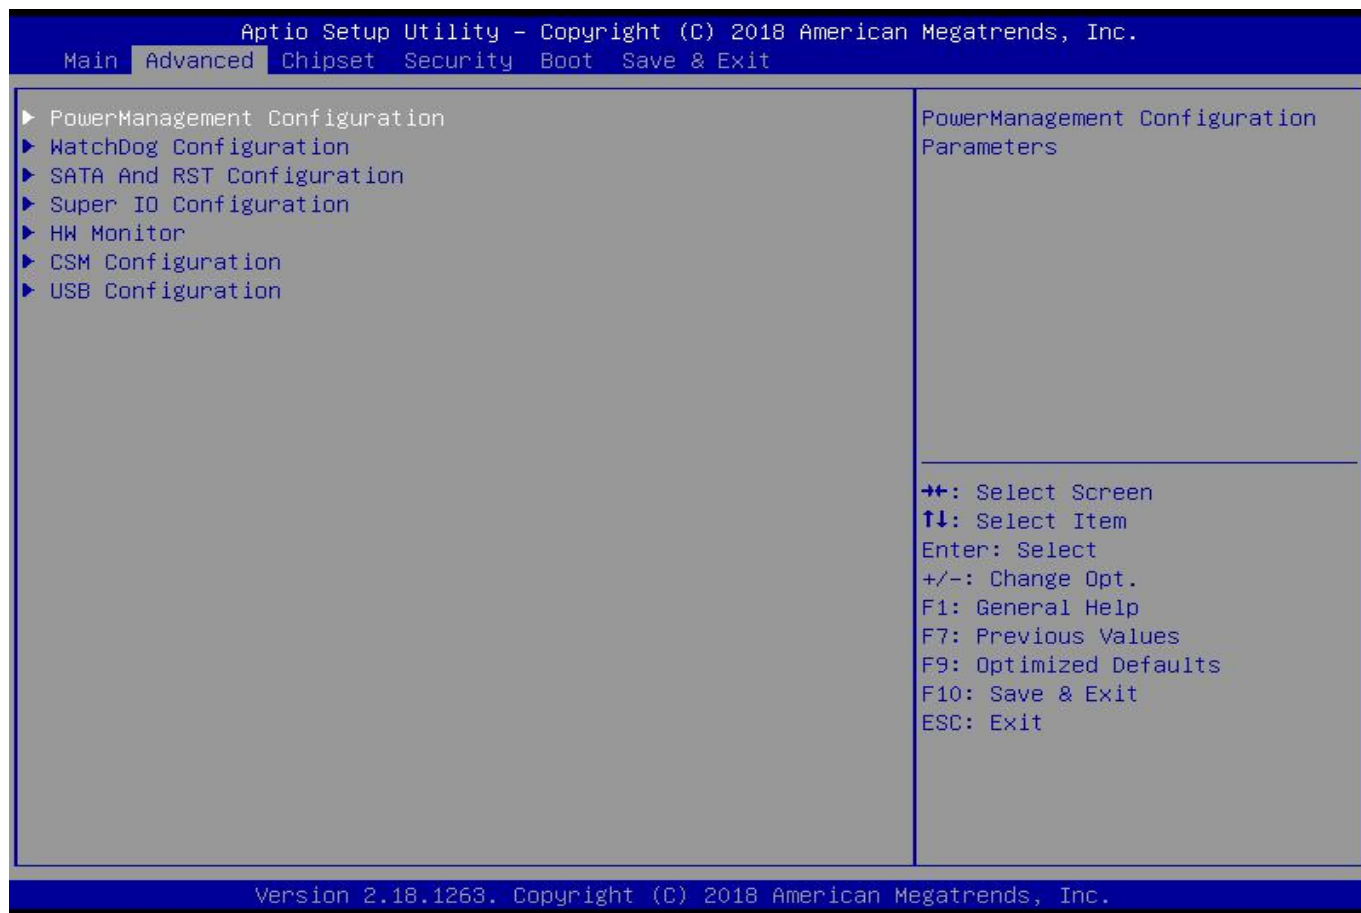 Aptio Setup Utility – Copyright (C) 2018 American Megatrends, Inc.
Main Advanced Chipset Security Boot Save & Exit
▶ PowerManagement Configuration
▶ WatchDog Configuration
▶ SATA And RST Configuration
▶ Super IO Configuration
▶ HW Monitor
▶ CSM Configuration
▶ USB Configuration
PowerManagement Configuration
Parameters
→←: Select Screen
↑↓: Select Item
Enter: Select
+/-: Change Opt.
F1: General Help
F7: Previous Values
F9: Optimized Defaults
F10: Save & Exit
ESC: Exit
Version 2.18.1263. Copyright (C) 2018 American Megatrends, Inc.